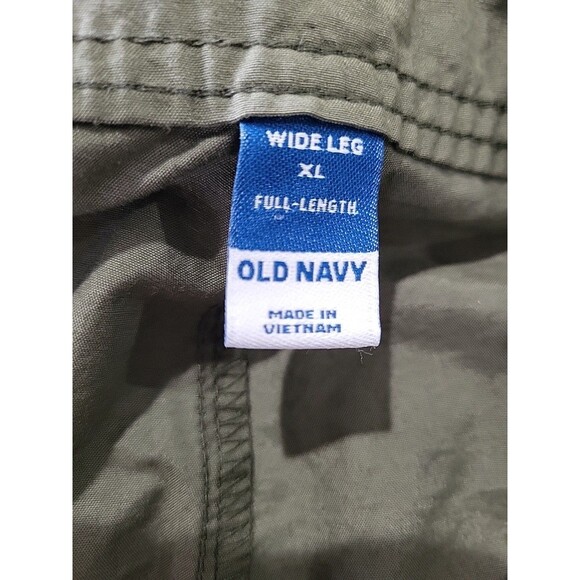 WIDE LEG
XL
FULL-LENGTH
OLD NAVY
MADE IN
VIETNAM